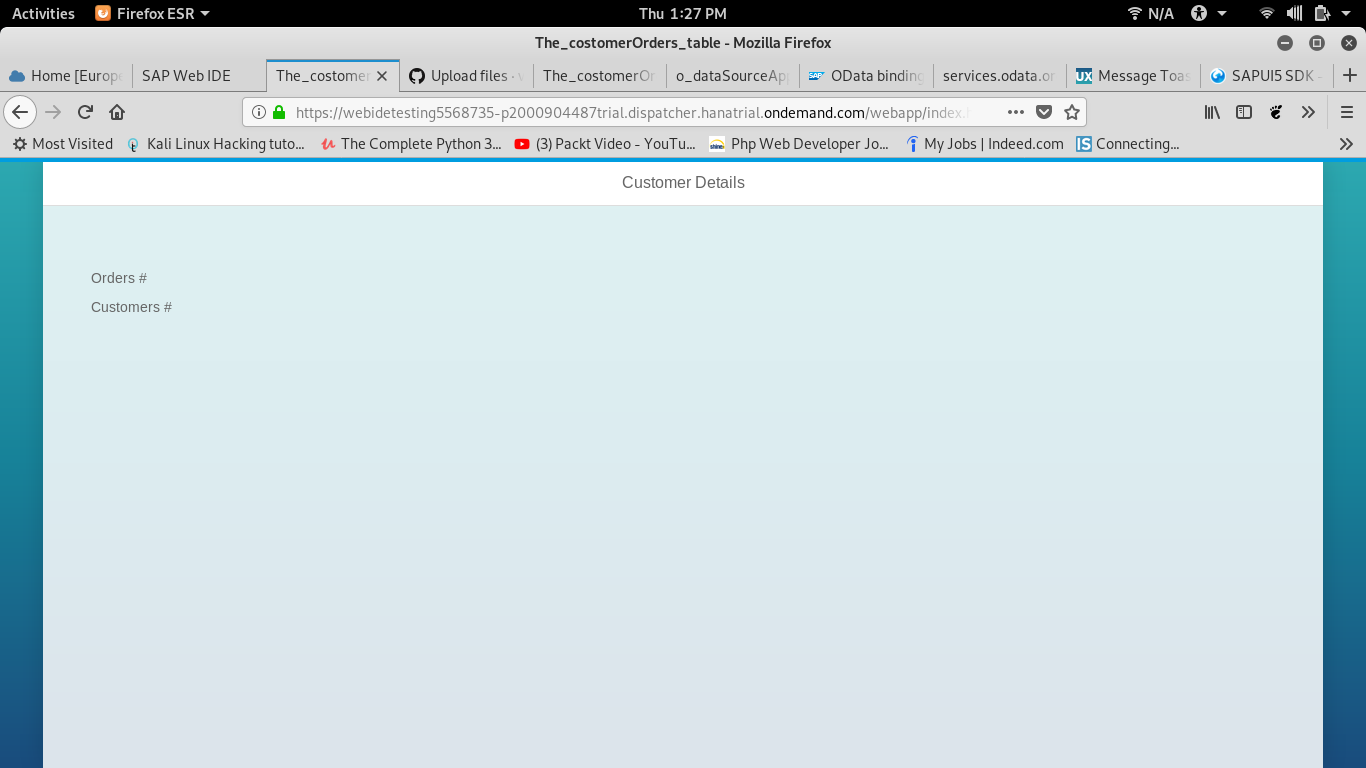 Activities Firefox ESR Thu 1:27 PM N/A
The_costomerOrders_table - Mozilla Firefox
Home [Europe SAP Web IDE The_costomer Upload files · The_costomerOr o_dataSourceAp OData binding services.odata.or Message Toas SAPUI5 SDK -
https://webidetesting5568735-p2000904487trial.dispatcher.hanatrial.ondemand.com/webapp/index.h
Most Visited Kali Linux Hacking tuto... The Complete Python 3... (3) Packt Video - YouTu... Php Web Developer Jo... My Jobs | Indeed.com Connecting...
Customer Details
Orders #
Customers #